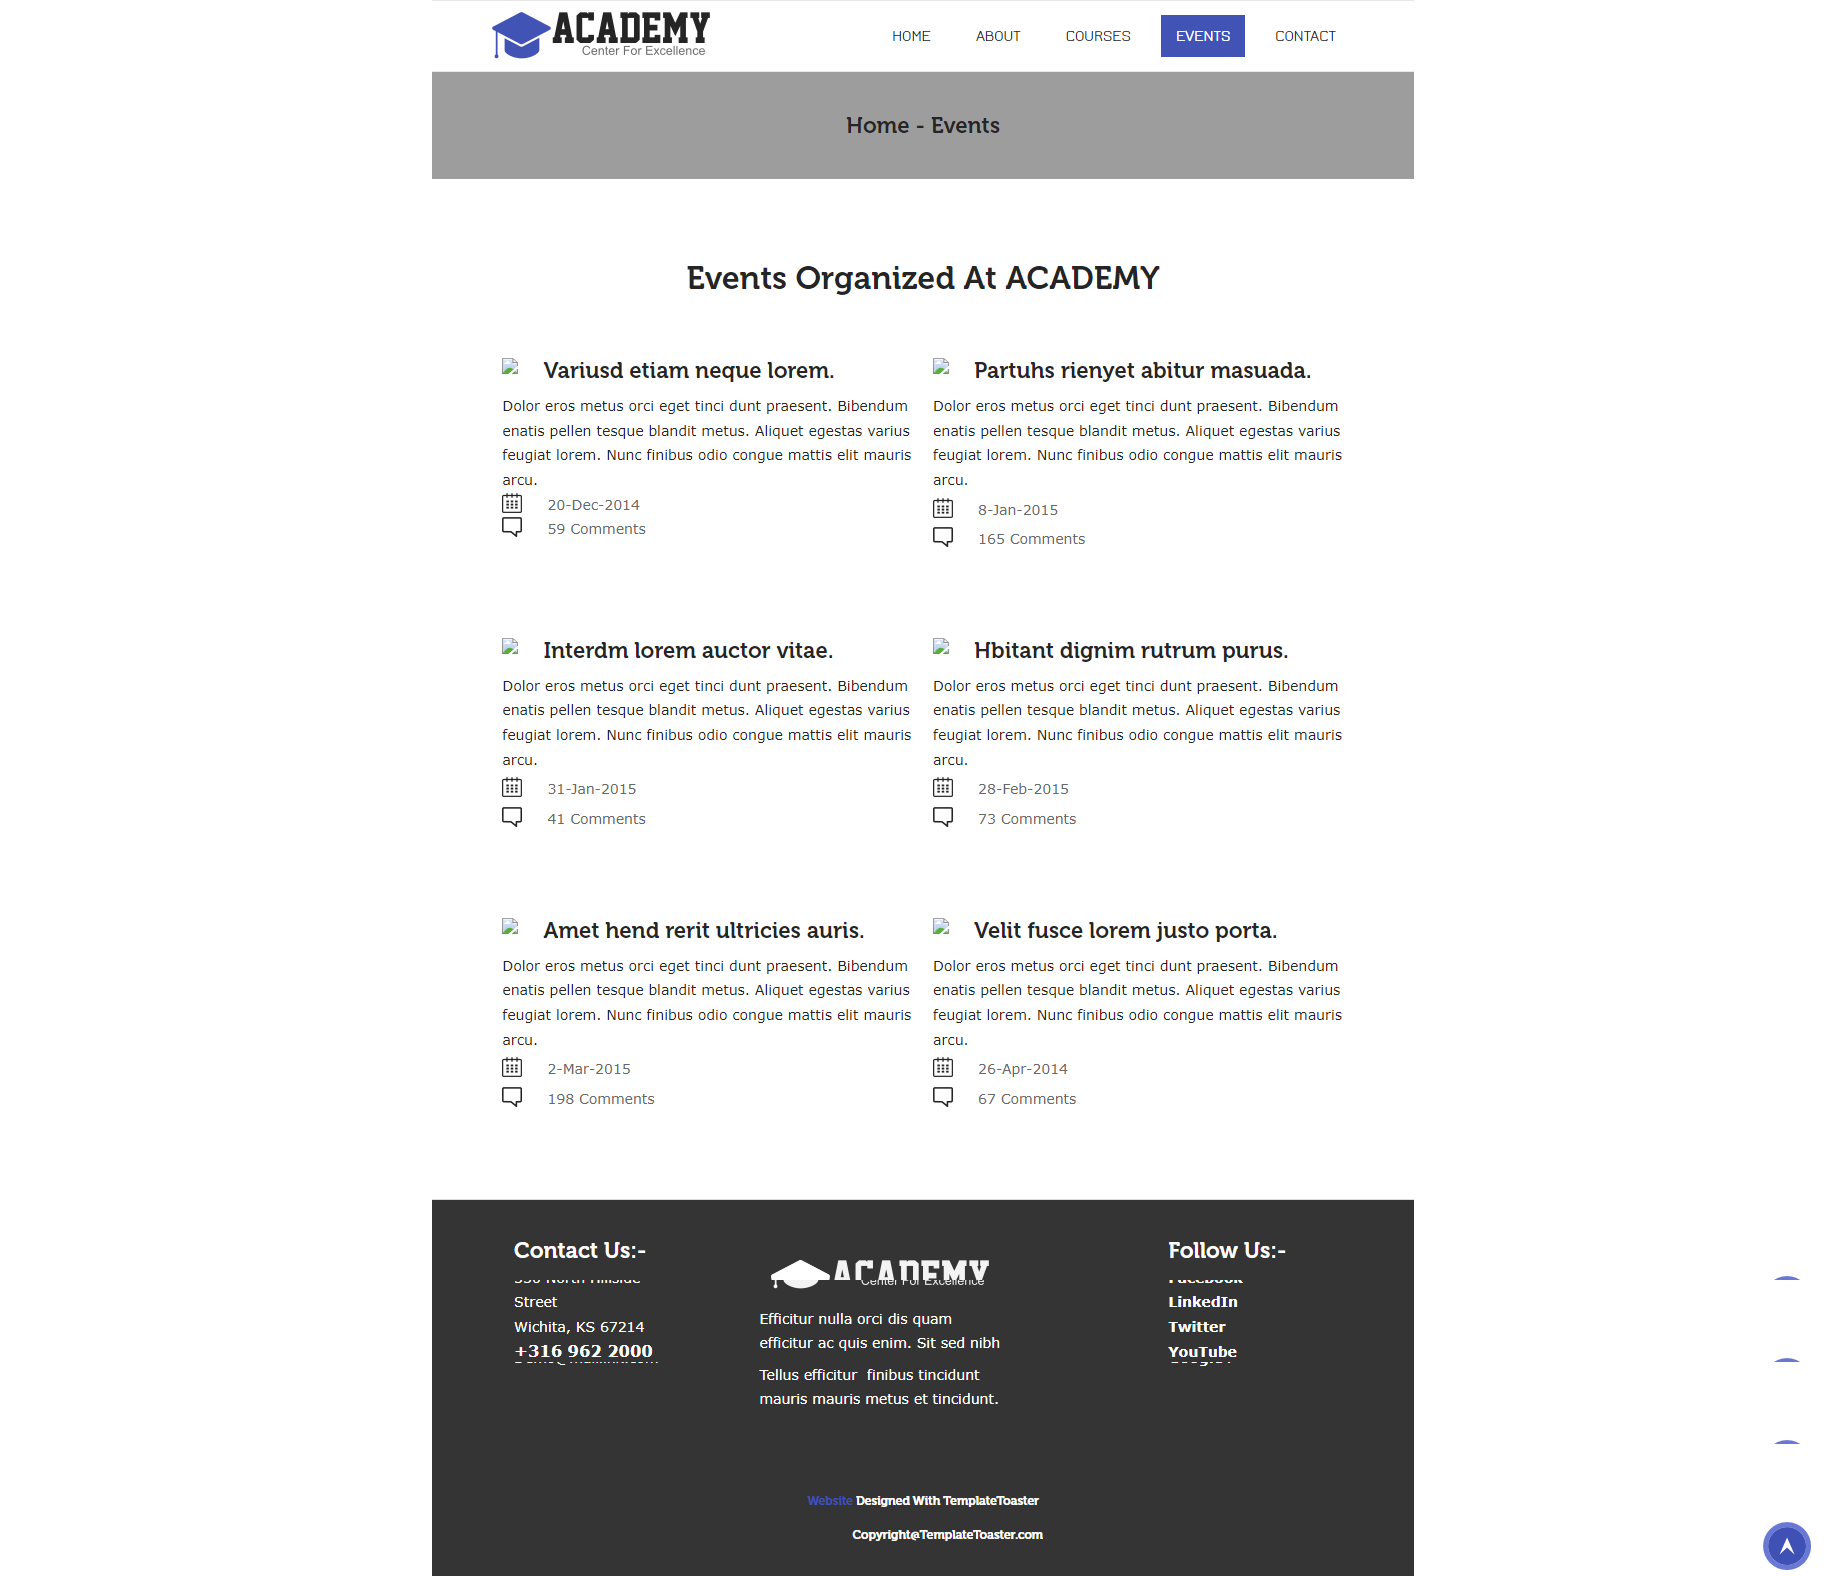 ACADEMY
Center For Excellence
HOME ABOUT COURSES EVENTS CONTACT
Home - Events
Events Organized At ACADEMY
Variusd etiam neque lorem.
Dolor eros metus orci eget tinci dunt praesent. Bibendum
enatis pellen tesque blandit metus. Aliquet egestas varius
feugiat lorem. Nunc finibus odio congue mattis elit mauris
arcu.
20-Dec-2014
59 Comments
Partuhs rienyet abitur masuada.
Dolor eros metus orci eget tinci dunt praesent. Bibendum
enatis pellen tesque blandit metus. Aliquet egestas varius
feugiat lorem. Nunc finibus odio congue mattis elit mauris
arcu.
8-Jan-2015
165 Comments
Interdm lorem auctor vitae.
Dolor eros metus orci eget tinci dunt praesent. Bibendum
enatis pellen tesque blandit metus. Aliquet egestas varius
feugiat lorem. Nunc finibus odio congue mattis elit mauris
arcu.
31-Jan-2015
41 Comments
Hbitant dignim rutrum purus.
Dolor eros metus orci eget tinci dunt praesent. Bibendum
enatis pellen tesque blandit metus. Aliquet egestas varius
feugiat lorem. Nunc finibus odio congue mattis elit mauris
arcu.
28-Feb-2015
73 Comments
Amet hend rerit ultricies auris.
Dolor eros metus orci eget tinci dunt praesent. Bibendum
enatis pellen tesque blandit metus. Aliquet egestas varius
feugiat lorem. Nunc finibus odio congue mattis elit mauris
arcu.
2-Mar-2015
198 Comments
Velit fusce lorem justo porta.
Dolor eros metus orci eget tinci dunt praesent. Bibendum
enatis pellen tesque blandit metus. Aliquet egestas varius
feugiat lorem. Nunc finibus odio congue mattis elit mauris
arcu.
26-Apr-2014
67 Comments
Contact Us:-
North Hillside
Street
Wichita, KS 67214
+316 962 2000
ACADEMY
Center For Excellence
Efficitur nulla orci dis quam
efficitur ac quis enim. Sit sed nibh
Tellus efficitur finibus tincidunt
mauris mauris metus et tincidunt.
Follow Us:-
Facebook
LinkedIn
Twitter
YouTube
Website Designed With TemplateToaster
Copyright@TemplateToaster.com